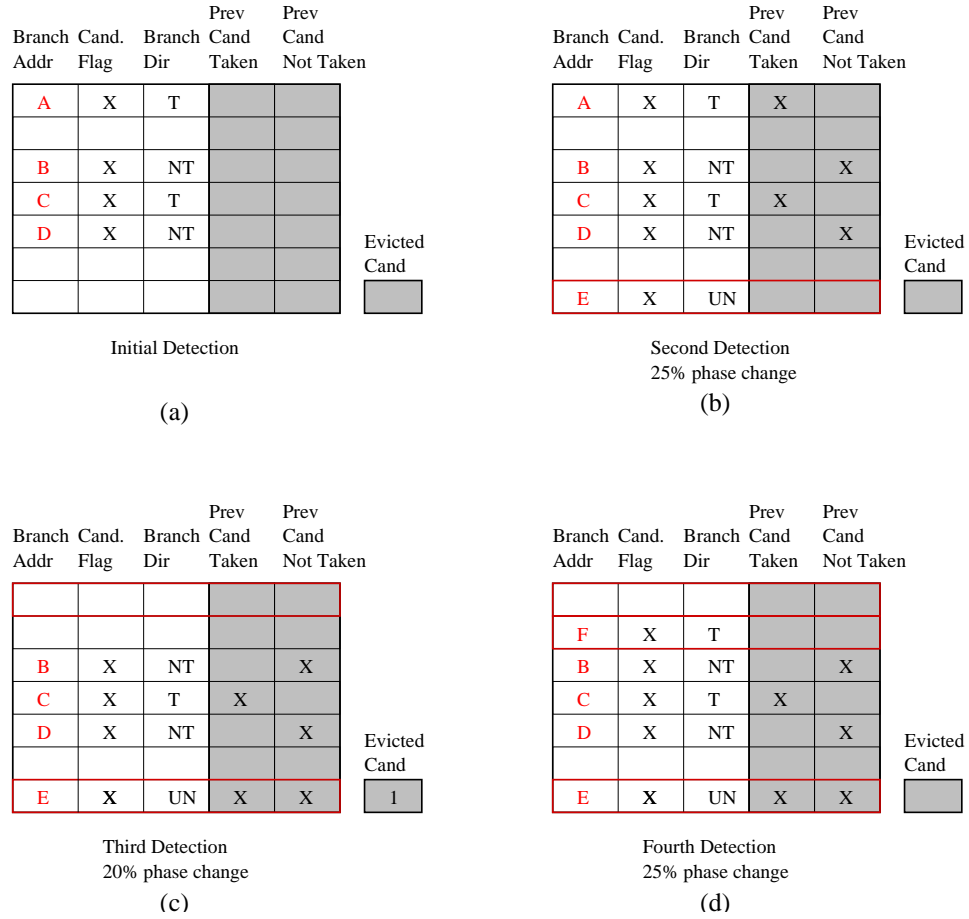 Prev Prev
Branch Cand. Branch Cand Cand
Addr Flag Dir Taken Not Taken
A X T
B X NT
C X T
D X NT
Evicted
Cand
Initial Detection
(a)
Prev Prev
Branch Cand. Branch Cand Cand
Addr Flag Dir Taken Not Taken
A X T X
B X NT X
C X T X
D X NT X
E X UN
Evicted
Cand
Second Detection
25% phase change
(b)
Prev Prev
Branch Cand. Branch Cand Cand
Addr Flag Dir Taken Not Taken
B X NT X
C X T X
D X NT X
E X UN X X
Evicted
Cand
1
Third Detection
20% phase change
(c)
Prev Prev
Branch Cand. Branch Cand Cand
Addr Flag Dir Taken Not Taken
F X T
B X NT X
C X T X
D X NT X
E X UN X X
Evicted
Cand
Fourth Detection
25% phase change
(d)